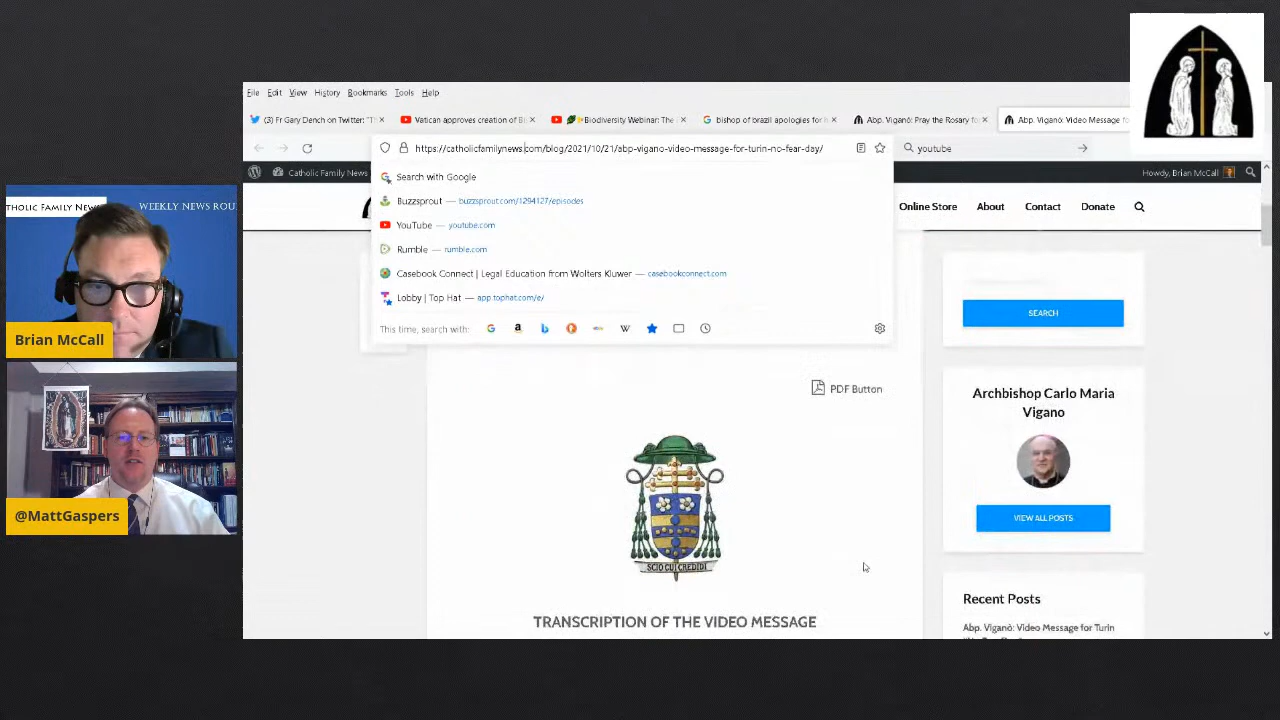 File Edit View History Bookmarks Tools Help
(3) Fr Gary Dench on Twitter: "T
Vatican approves creation of
Biodiversity Webinar: The
bishop of brazil apologies for
Abp. Viganò: Pray the Rosary fo
Abp. Viganò: Video Message fo
https://catholicfamilynews.com/blog/2021/10/21/abp-vigano-video-message-for-turin-no-fear-day/
youtube
Catholic Family News
Howdy, Brian McCall
Search with Google
Buzzsprout — buzzsprout.com/1294127/episodes
YouTube — youtube.com
Rumble — rumble.com
Casebook Connect | Legal Education from Wolters Kluwer — casebookconnect.com
Lobby | Top Hat — app.tophat.com/e/
This time, search with:
Online Store About Contact Donate
SEARCH
PDF Button
Archbishop Carlo Maria
Vigano
VIEW ALL POSTS
SCIO CUI CREDIDI
TRANSCRIPTION OF THE VIDEO MESSAGE
Recent Posts
Abp. Viganò: Video Message for Turin
THOLIC FAMILY NEWS
WEEKLY NEWS ROU
Brian McCall
@MattGaspers